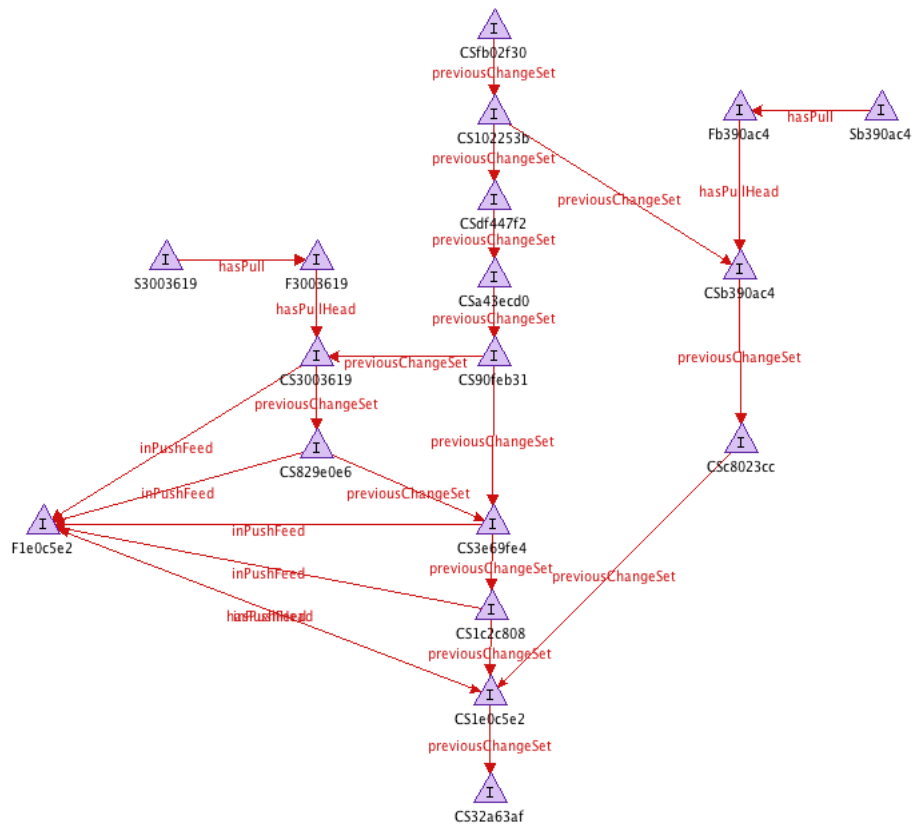 I
CSfb02f30
previousChangeSet
I
CS102253b
I
Fb390ac4
hasPull
I
Sb390ac4
previousChangeSet
I
CSdf447f2
previousChangeSet
hasPullHead
previousChangeSet
I
S3003619
hasPull
I
F3003619
I
CSa43ecd0
I
CSb390ac4
hasPullHead
previousChangeSet
I
CS3003619
previousChangeSet
I
CS90feb31
previousChangeSet
previousChangeSet
inPushFeed
I
CS829e0e6
previousChangeSet
I
CSc8023cc
inPushFeed
previousChangeSet
I
F1e0c5e2
inPushFeed
I
CS3e69fe4
inPushFeed
previousChangeSet
previousChangeSet
I
CS1c2c808
hasPushHead
inPushFeed
previousChangeSet
I
CS1e0c5e2
previousChangeSet
I
CS32a63af